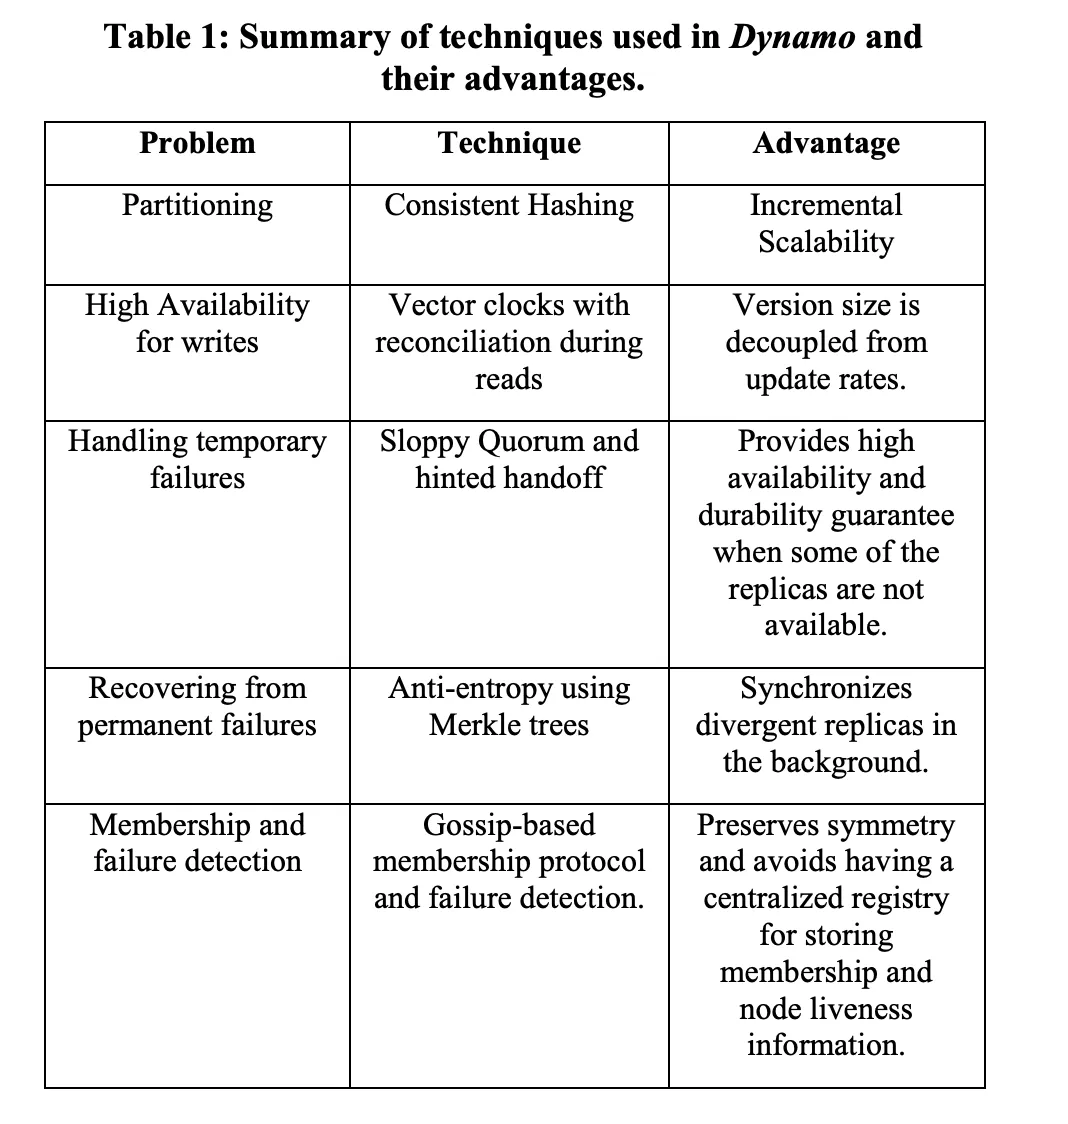 Table 1: Summary of techniques used in Dynamo and
their advantages.
Problem
Technique
Advantage
Partitioning
Consistent Hashing
Incremental
Scalability
High Availability
for writes
Vector clocks with
reconciliation during
reads
Version size is
decoupled from
update rates.
Handling temporary
failures
Sloppy Quorum and
hinted handoff
Provides high
availability and
durability guarantee
when some of the
replicas are not
available.
Recovering from
permanent failures
Anti-entropy using
Merkle trees
Synchronizes
divergent replicas in
the background.
Membership and
failure detection
Gossip-based
membership protocol
and failure detection.
Preserves symmetry
and avoids having a
centralized registry
for storing
membership and
node liveness
information.